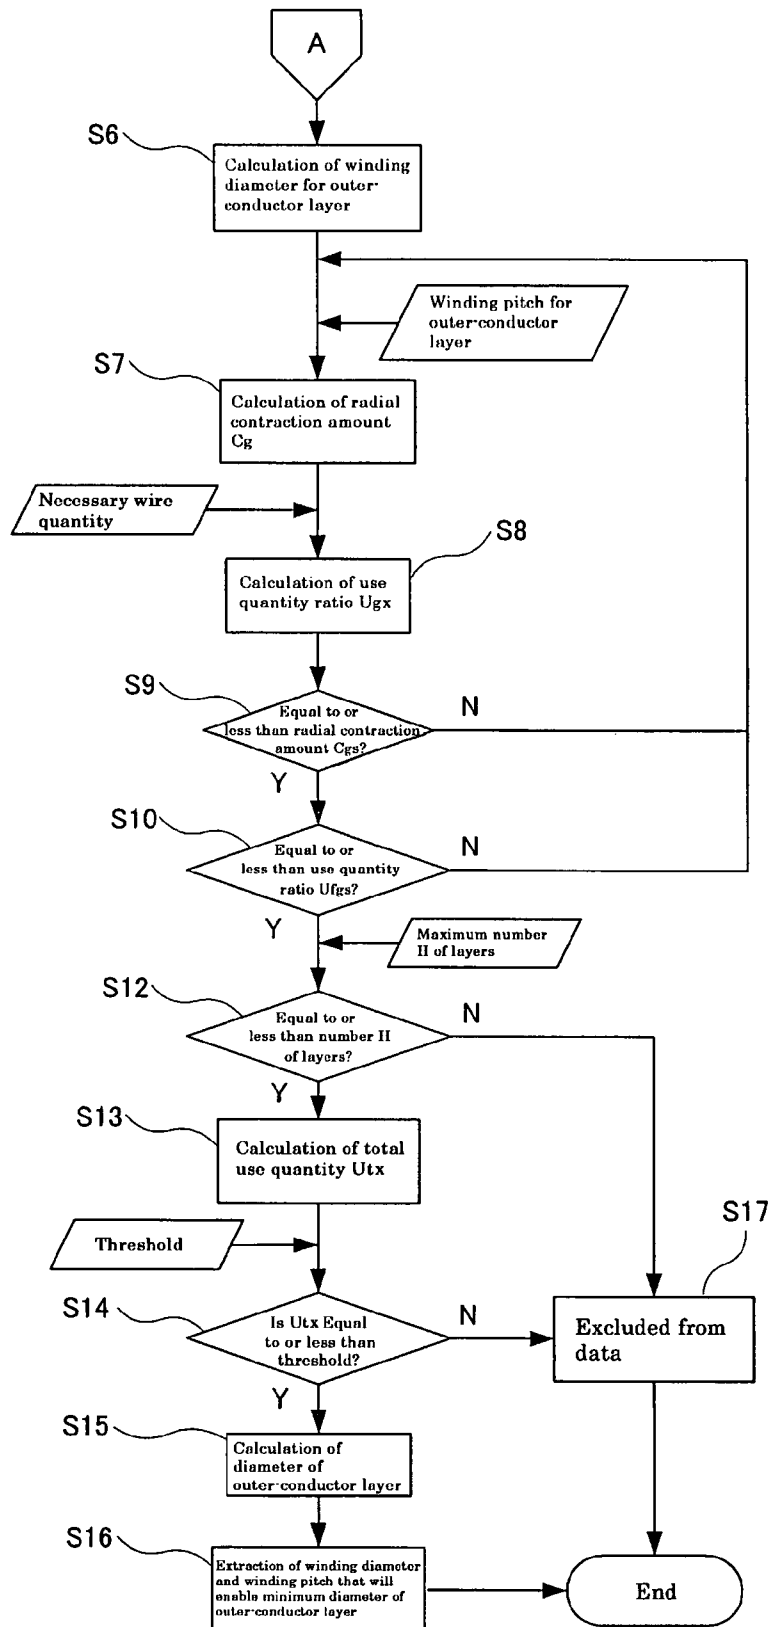 A
S6
Calculation of winding
diameter for outer-
conductor layer
Winding pitch for
outer-conductor
layer
S7
Calculation of radial
contraction amount
Cg
Necessary wire
quantity
S8
Calculation of use
quantity ratio Ugx
S9
Equal to or
less than radial contraction
amount Cgs?
N
Y
S10
Equal to or
less than use quantity
ratio Ufgs?
N
Y
Maximum number
H of layers
S12
Equal to or
less than number H
of layers?
N
Y
S13
Calculation of total
use quantity Utx
S17
Threshold
S14
Is Utx Equal
to or less than
threshold?
N
Excluded from
data
Y
S15
Calculation of
diameter of
outer-conductor layer
S16
Extraction of winding diameter
and winding pitch that will
enable minimum diameter of
outer-conductor layer
End